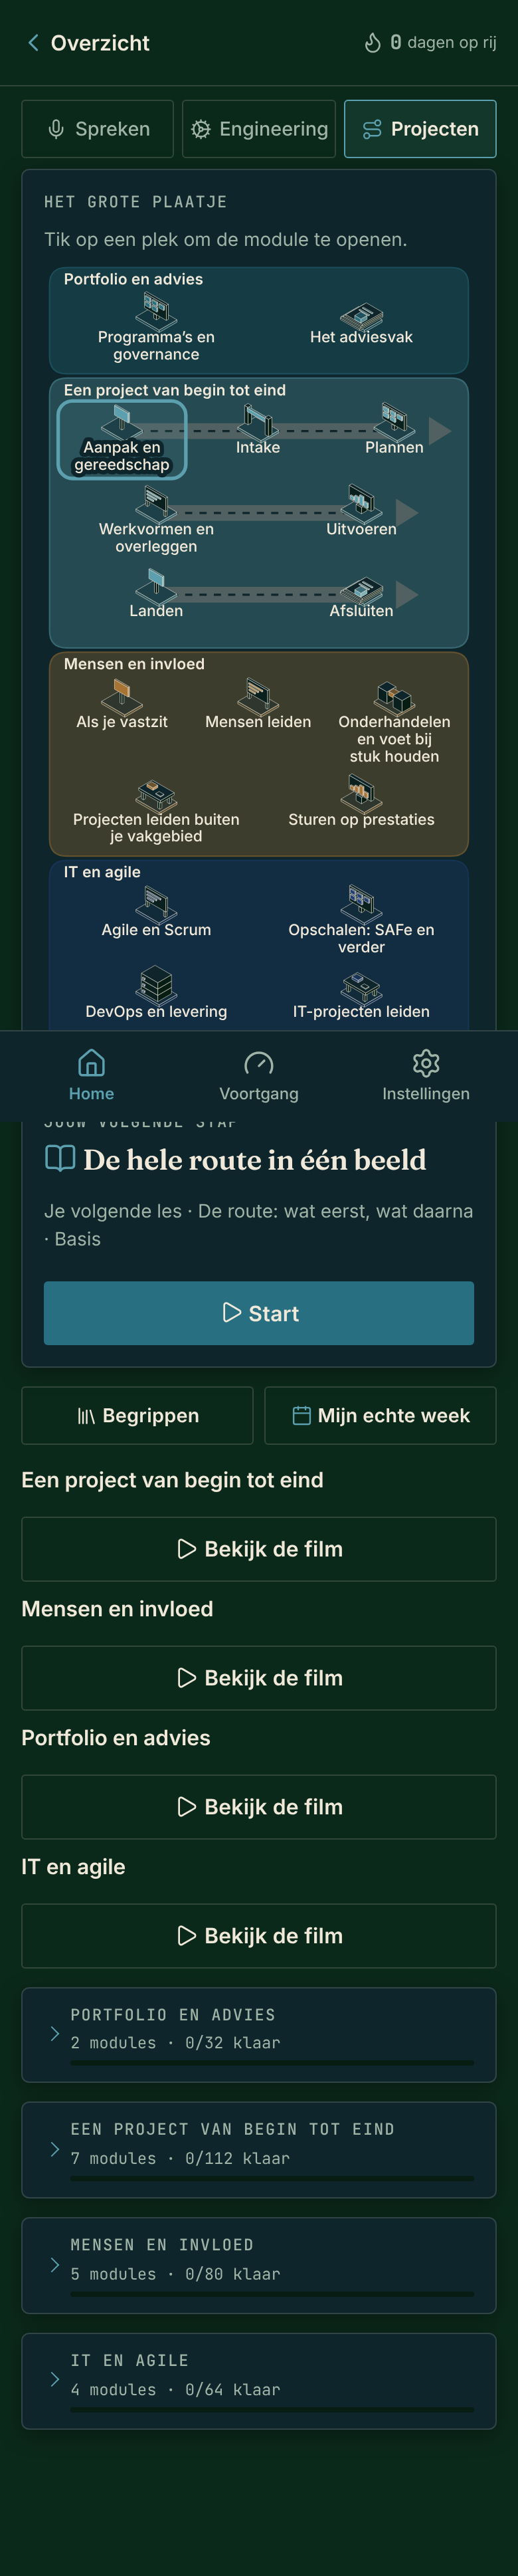 Overzicht
0 dagen op rij
Spreken
Engineering
Projecten
HET GROTE PLAATJE
Tik op een plek om de module te openen.
Portfolio en advies
Programma's en
governance
Het adviesvak
Een project van begin tot eind
Aanpak en
gereedschap
Intake
Plannen
Werkvormen en
overleggen
Uitvoeren
Landen
Afsluiten
Mensen en invloed
Als je vastzit
Mensen leiden
Onderhandelen
en voet bij
stuk houden
Projecten leiden buiten
je vakgebied
Sturen op prestaties
IT en agile
Agile en Scrum
Opschalen: SAFe en
verder
DevOps en levering
IT-projecten leiden
Home
Voortgang
Instellingen
JOUW VOLGENDE STAP
De hele route in één beeld
Je volgende les · De route: wat eerst, wat daarna
· Basis
Start
Begrippen
Mijn echte week
Een project van begin tot eind
Bekijk de film
Mensen en invloed
Bekijk de film
Portfolio en advies
Bekijk de film
IT en agile
Bekijk de film
PORTFOLIO EN ADVIES
2 modules · 0/32 klaar
EEN PROJECT VAN BEGIN TOT EIND
7 modules · 0/112 klaar
MENSEN EN INVLOED
5 modules · 0/80 klaar
IT EN AGILE
4 modules · 0/64 klaar